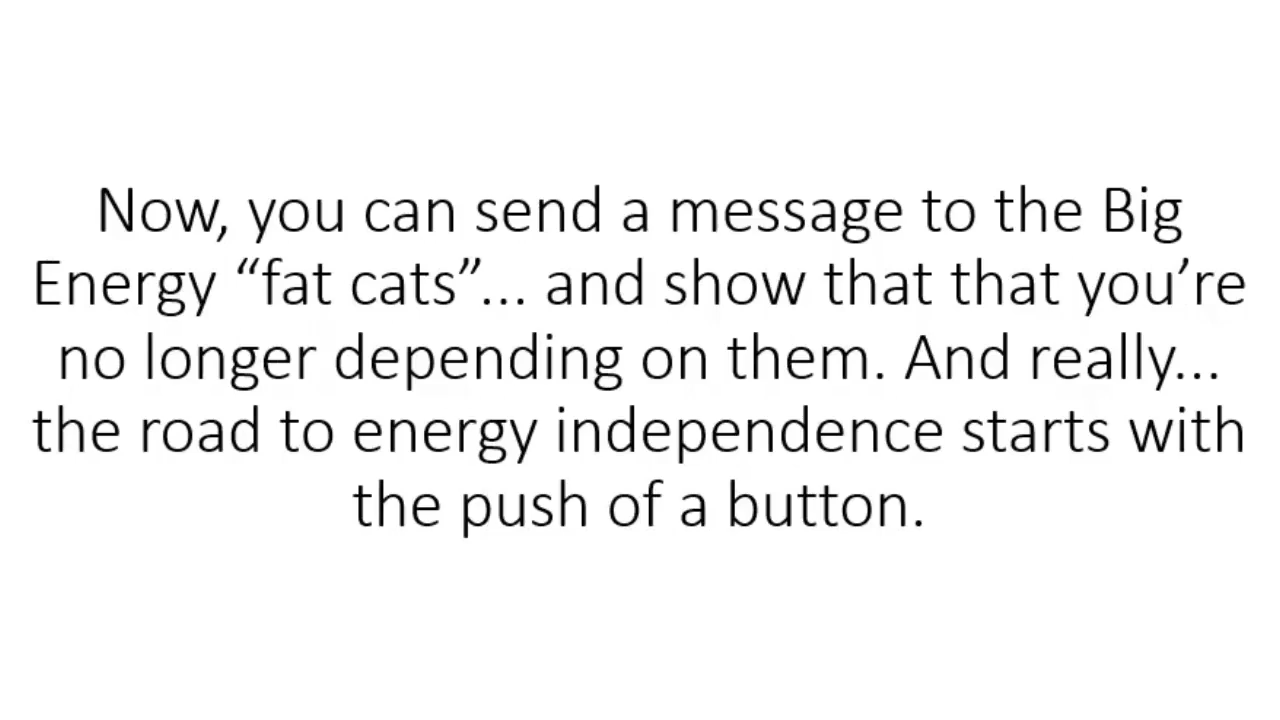 Now, you can send a message to the Big
Energy “fat cats”... and show that that you’re
no longer depending on them. And really...
the road to energy independence starts with
the push of a button.